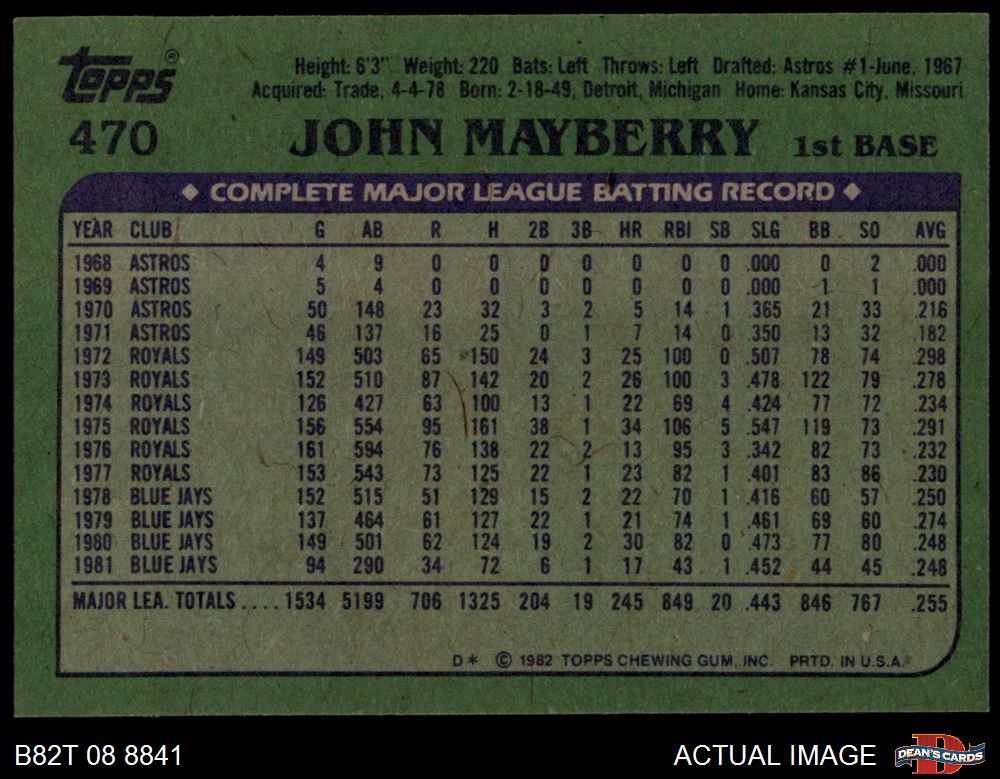 Topps®
Height: 6'3" Weight: 220 Bats: Left Throws: Left Drafted: Astros #1-June, 1967
Acquired: Trade, 4-4-78 Born: 2-18-49, Detroit, Michigan Home: Kansas City, Missouri
470 JOHN MAYBERRY 1st BASE
◆ COMPLETE MAJOR LEAGUE BATTING RECORD ◆
YEAR CLUB G AB R H 2B 3B HR RBI SB SLG BB SO AVG
1968 ASTROS 4 9 0 0 0 0 0 0 0 .000 0 2 .000
1969 ASTROS 5 4 0 0 0 0 0 0 0 .000 1 1 .000
1970 ASTROS 50 148 23 32 3 2 5 14 1 .365 21 33 .216
1971 ASTROS 46 137 16 25 0 1 7 14 0 .350 13 32 .182
1972 ROYALS 149 503 65 150 24 3 25 100 0 .507 78 74 .298
1973 ROYALS 152 510 87 142 20 2 26 100 3 .478 122 79 .278
1974 ROYALS 126 427 63 100 13 1 22 69 4 .424 77 72 .234
1975 ROYALS 156 554 95 161 38 1 34 106 5 .547 119 73 .291
1976 ROYALS 161 594 76 138 22 2 13 95 3 .342 82 73 .232
1977 ROYALS 153 543 73 125 22 1 23 82 1 .401 83 86 .230
1978 BLUE JAYS 152 515 51 129 15 2 22 70 1 .416 60 57 .250
1979 BLUE JAYS 137 464 61 127 22 1 21 74 1 .461 69 60 .274
1980 BLUE JAYS 149 501 62 124 19 2 30 82 0 .473 77 80 .248
1981 BLUE JAYS 94 290 34 72 6 1 17 43 1 .452 44 45 .248
MAJOR LEA. TOTALS.... 1534 5199 706 1325 204 19 245 849 20 .443 846 767 .255
D* © 1982 TOPPS CHEWING GUM, INC. PRTD. IN U.S.A.
B82T 08 8841 ACTUAL IMAGE DEAN'S CARDS